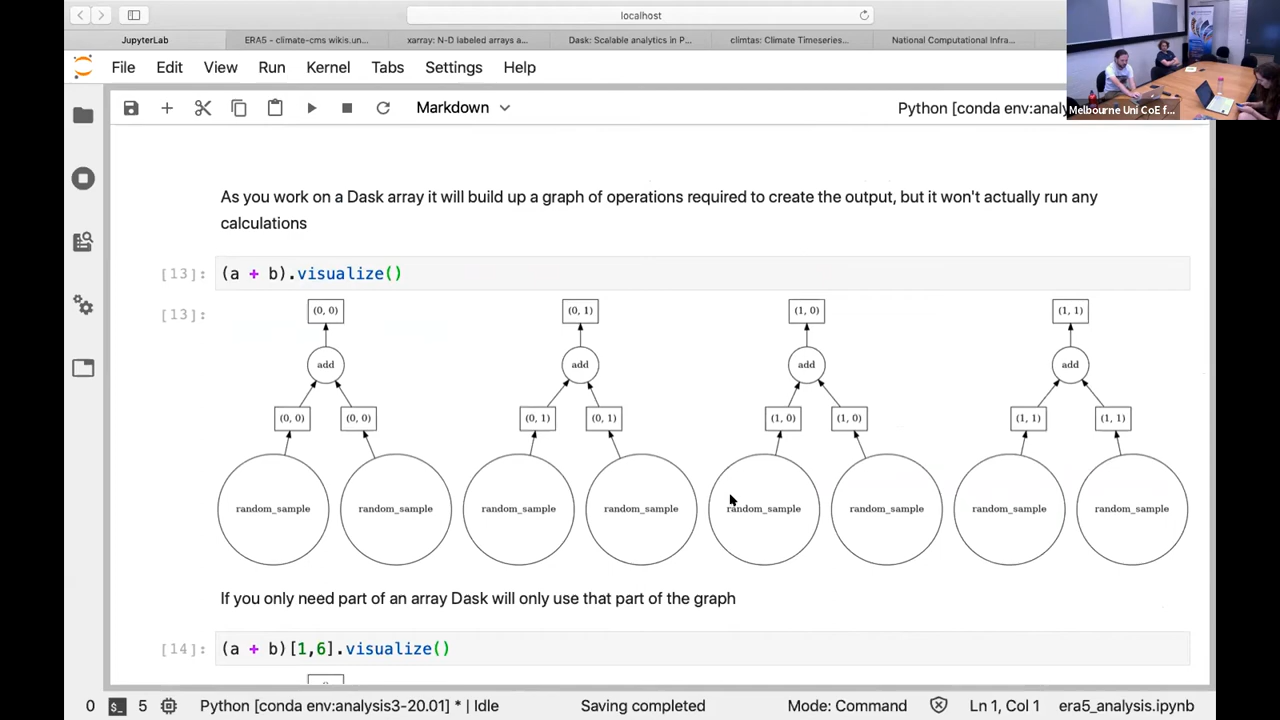 localhost
JupyterLab
ERA5 - climate-cms wikis.un...
xarray: N-D labeled arrays a...
Dask: Scalable analytics in P...
climtas: Climate Timeseries...
National Computational Infra...
File Edit View Run Kernel Tabs Settings Help
Markdown
Python [conda env:analy
Melbourne Uni CoE f...
As you work on a Dask array it will build up a graph of operations required to create the output, but it won't actually run any
calculations
[13]: (a + b).visualize()
[13]:
(0, 0) (0, 1) (1, 0) (1, 1)
add add add add
(0, 0) (0, 0) (0, 1) (0, 1) (1, 0) (1, 0) (1, 1) (1, 1)
random_sample random_sample random_sample random_sample random_sample random_sample random_sample random_sample
If you only need part of an array Dask will only use that part of the graph
[14]: (a + b)[1,6].visualize()
0 $_ 5 Python [conda env:analysis3-20.01] * | Idle Saving completed Mode: Command Ln 1, Col 1 era5_analysis.ipynb